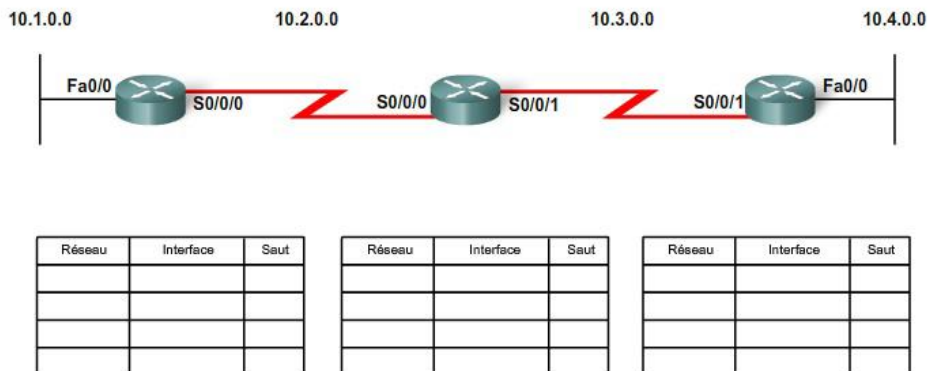 10.1.0.0 10.2.0.0 10.3.0.0 10.4.0.0
Fa0/0 S0/0/0 S0/0/0 S0/0/1 S0/0/1 Fa0/0
Réseau Interface Saut Réseau Interface Saut Réseau Interface Saut